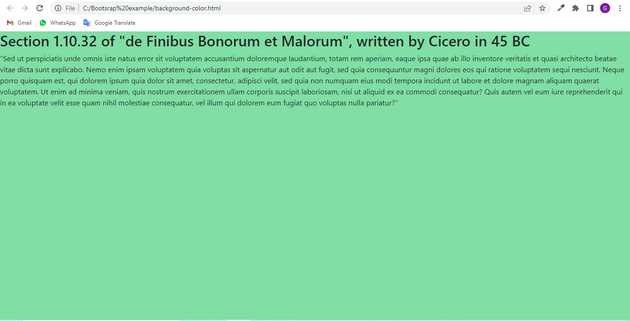 File
C:/Bootsrap%20example/background-color.html
G
Gmail
WhatsApp
Google Translate
Section 1.10.32 of "de Finibus Bonorum et Malorum", written by Cicero in 45 BC
"Sed ut perspiciatis unde omnis iste natus error sit voluptatem accusantium doloremque laudantium, totam rem aperiam, eaque ipsa quae ab illo inventore veritatis et quasi architecto beatae
vitae dicta sunt explicabo. Nemo enim ipsam voluptatem quia voluptas sit aspernatur aut odit aut fugit, sed quia consequuntur magni dolores eos qui ratione voluptatem sequi nesciunt. Neque
porro quisquam est, qui dolorem ipsum quia dolor sit amet, consectetur, adipisci velit, sed quia non numquam eius modi tempora incidunt ut labore et dolore magnam aliquam quaerat
voluptatem. Ut enim ad minima veniam, quis nostrum exercitationem ullam corporis suscipit laboriosam, nisi ut aliquid ex ea commodi consequatur? Quis autem vel eum iure reprehenderit qui
in ea voluptate velit esse quam nihil molestiae consequatur, vel illum qui dolorem eum fugiat quo voluptas nulla pariatur?"